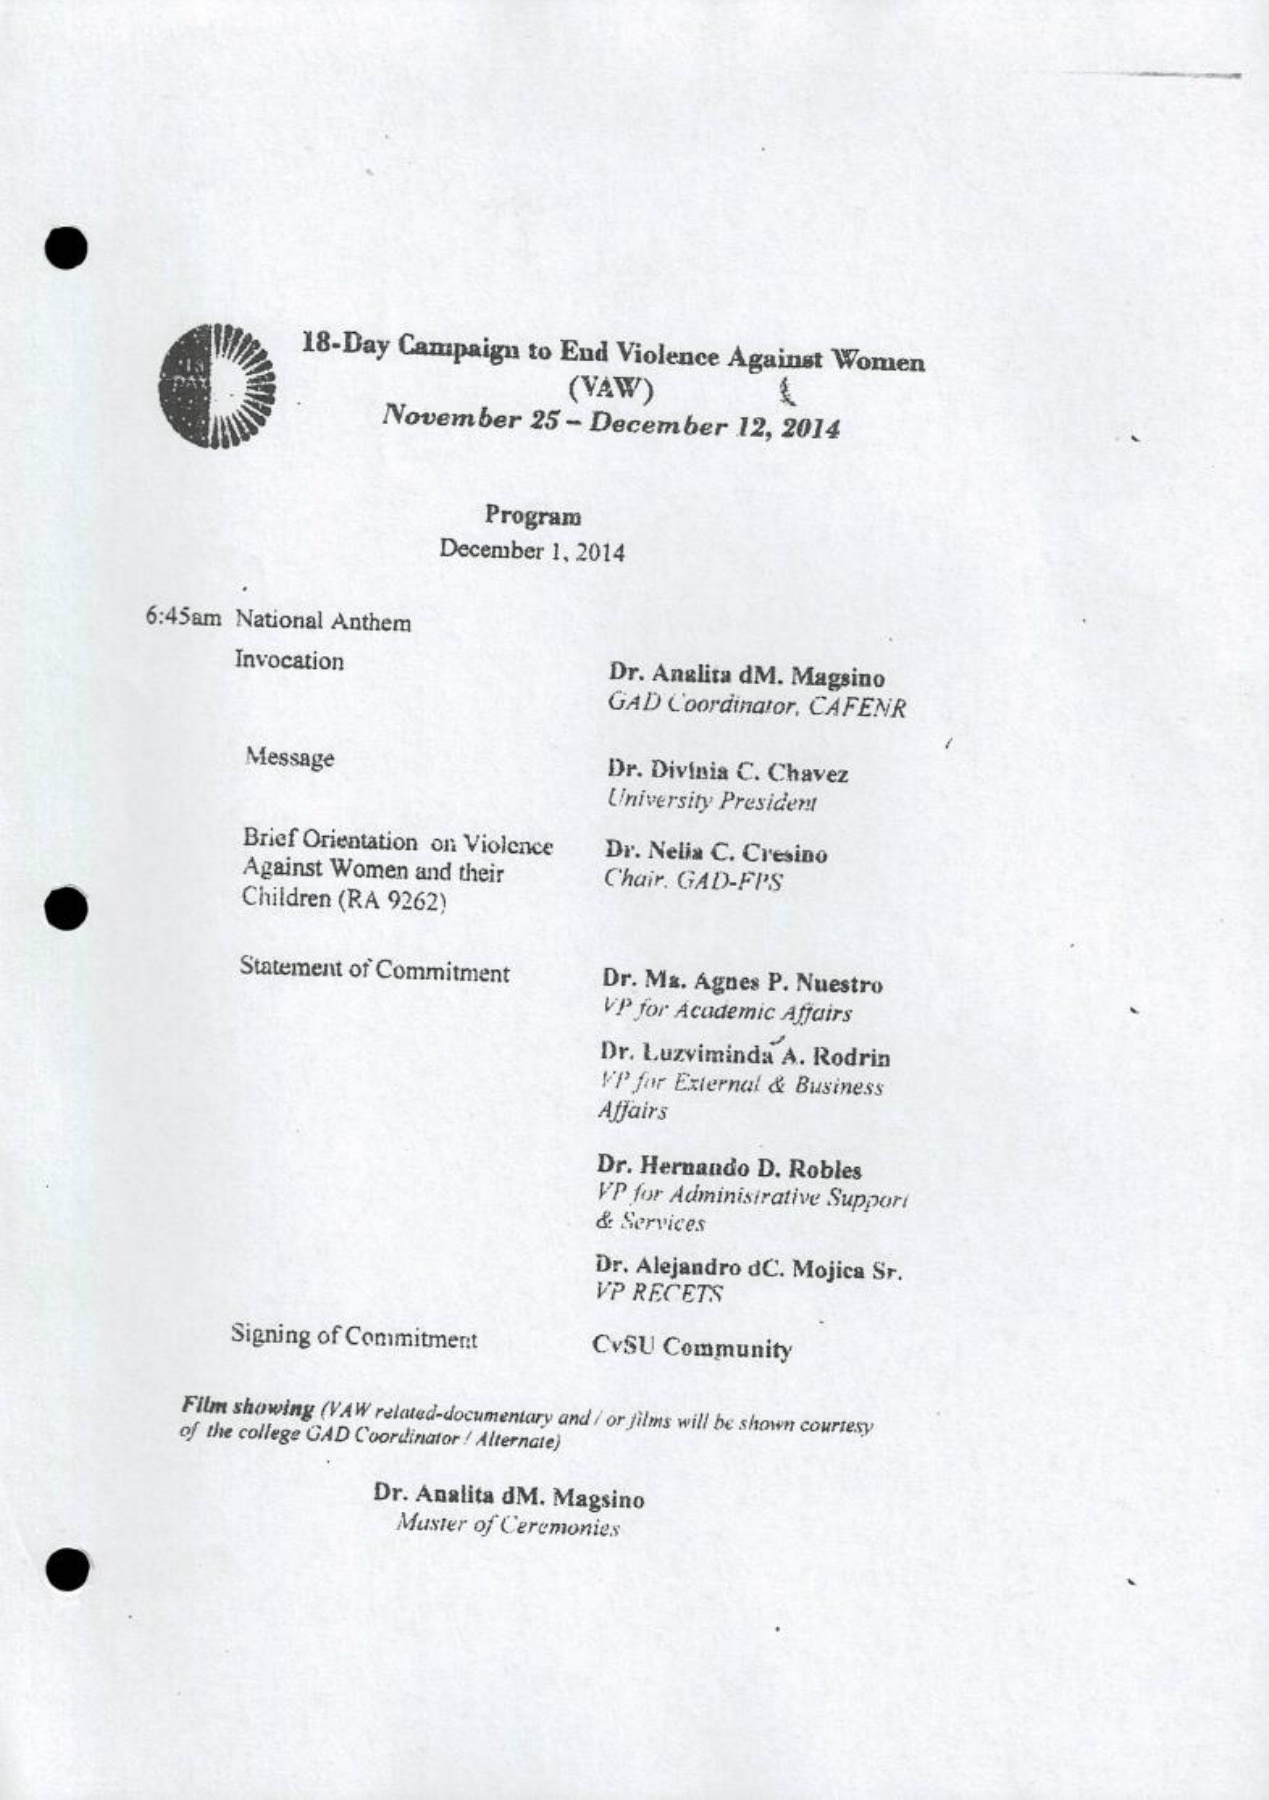 18-Day Campaign to End Violence Against Women
(VAW)
November 25 – December 12, 2014
Program
December 1, 2014
6:45am National Anthem
Invocation
Dr. Analita dM. Magsino
GAD Coordinator, CAFENR
Message
Dr. Divinia C. Chavez
University President
Brief Orientation on Violence
Against Women and their
Children (RA 9262)
Dr. Nelia C. Cresino
Chair, GAD-FPS
Statement of Commitment
Dr. Ma. Agnes P. Nuestro
VP for Academic Affairs
Dr. Luzviminda A. Rodrin
VP for External & Business
Affairs
Dr. Hernando D. Robles
VP for Administrative Support
& Services
Dr. Alejandro dC. Mojica Sr.
VP RECETS
Signing of Commitment
CvSU Community
Film showing (VAW related-documentary and / or films will be shown courtesy
of the college GAD Coordinator / Alternate)
Dr. Analita dM. Magsino
Master of Ceremonies